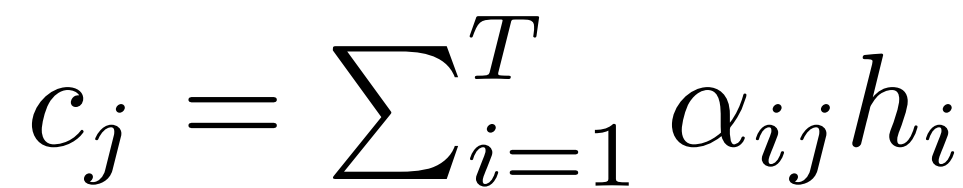 c_j = \sum_{i=1}^{T} \alpha_{ij} h_i